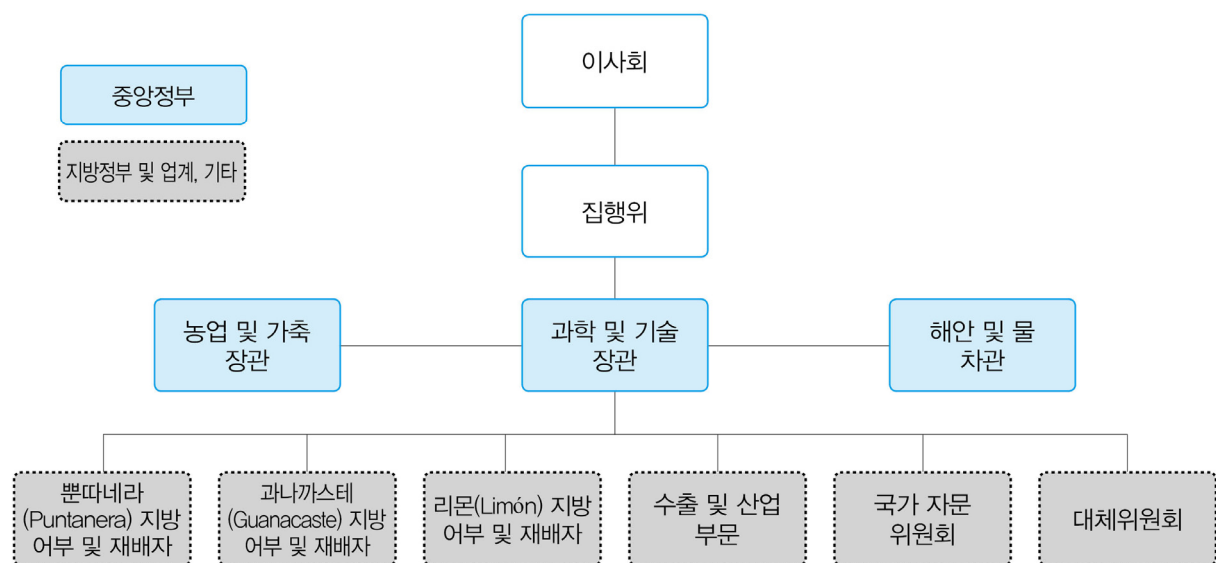 이사회
중앙정부
지방정부 및 업계, 기타
집행위
농업 및 가축
장관
과학 및 기술
장관
해안 및 물
차관
뿐따네라
(Puntanera) 지방
어부 및 재배자
과나까스테
(Guanacaste) 지방
어부 및 재배자
리몬(Limón) 지방
어부 및 재배자
수출 및 산업
부문
국가 자문
위원회
대체위원회